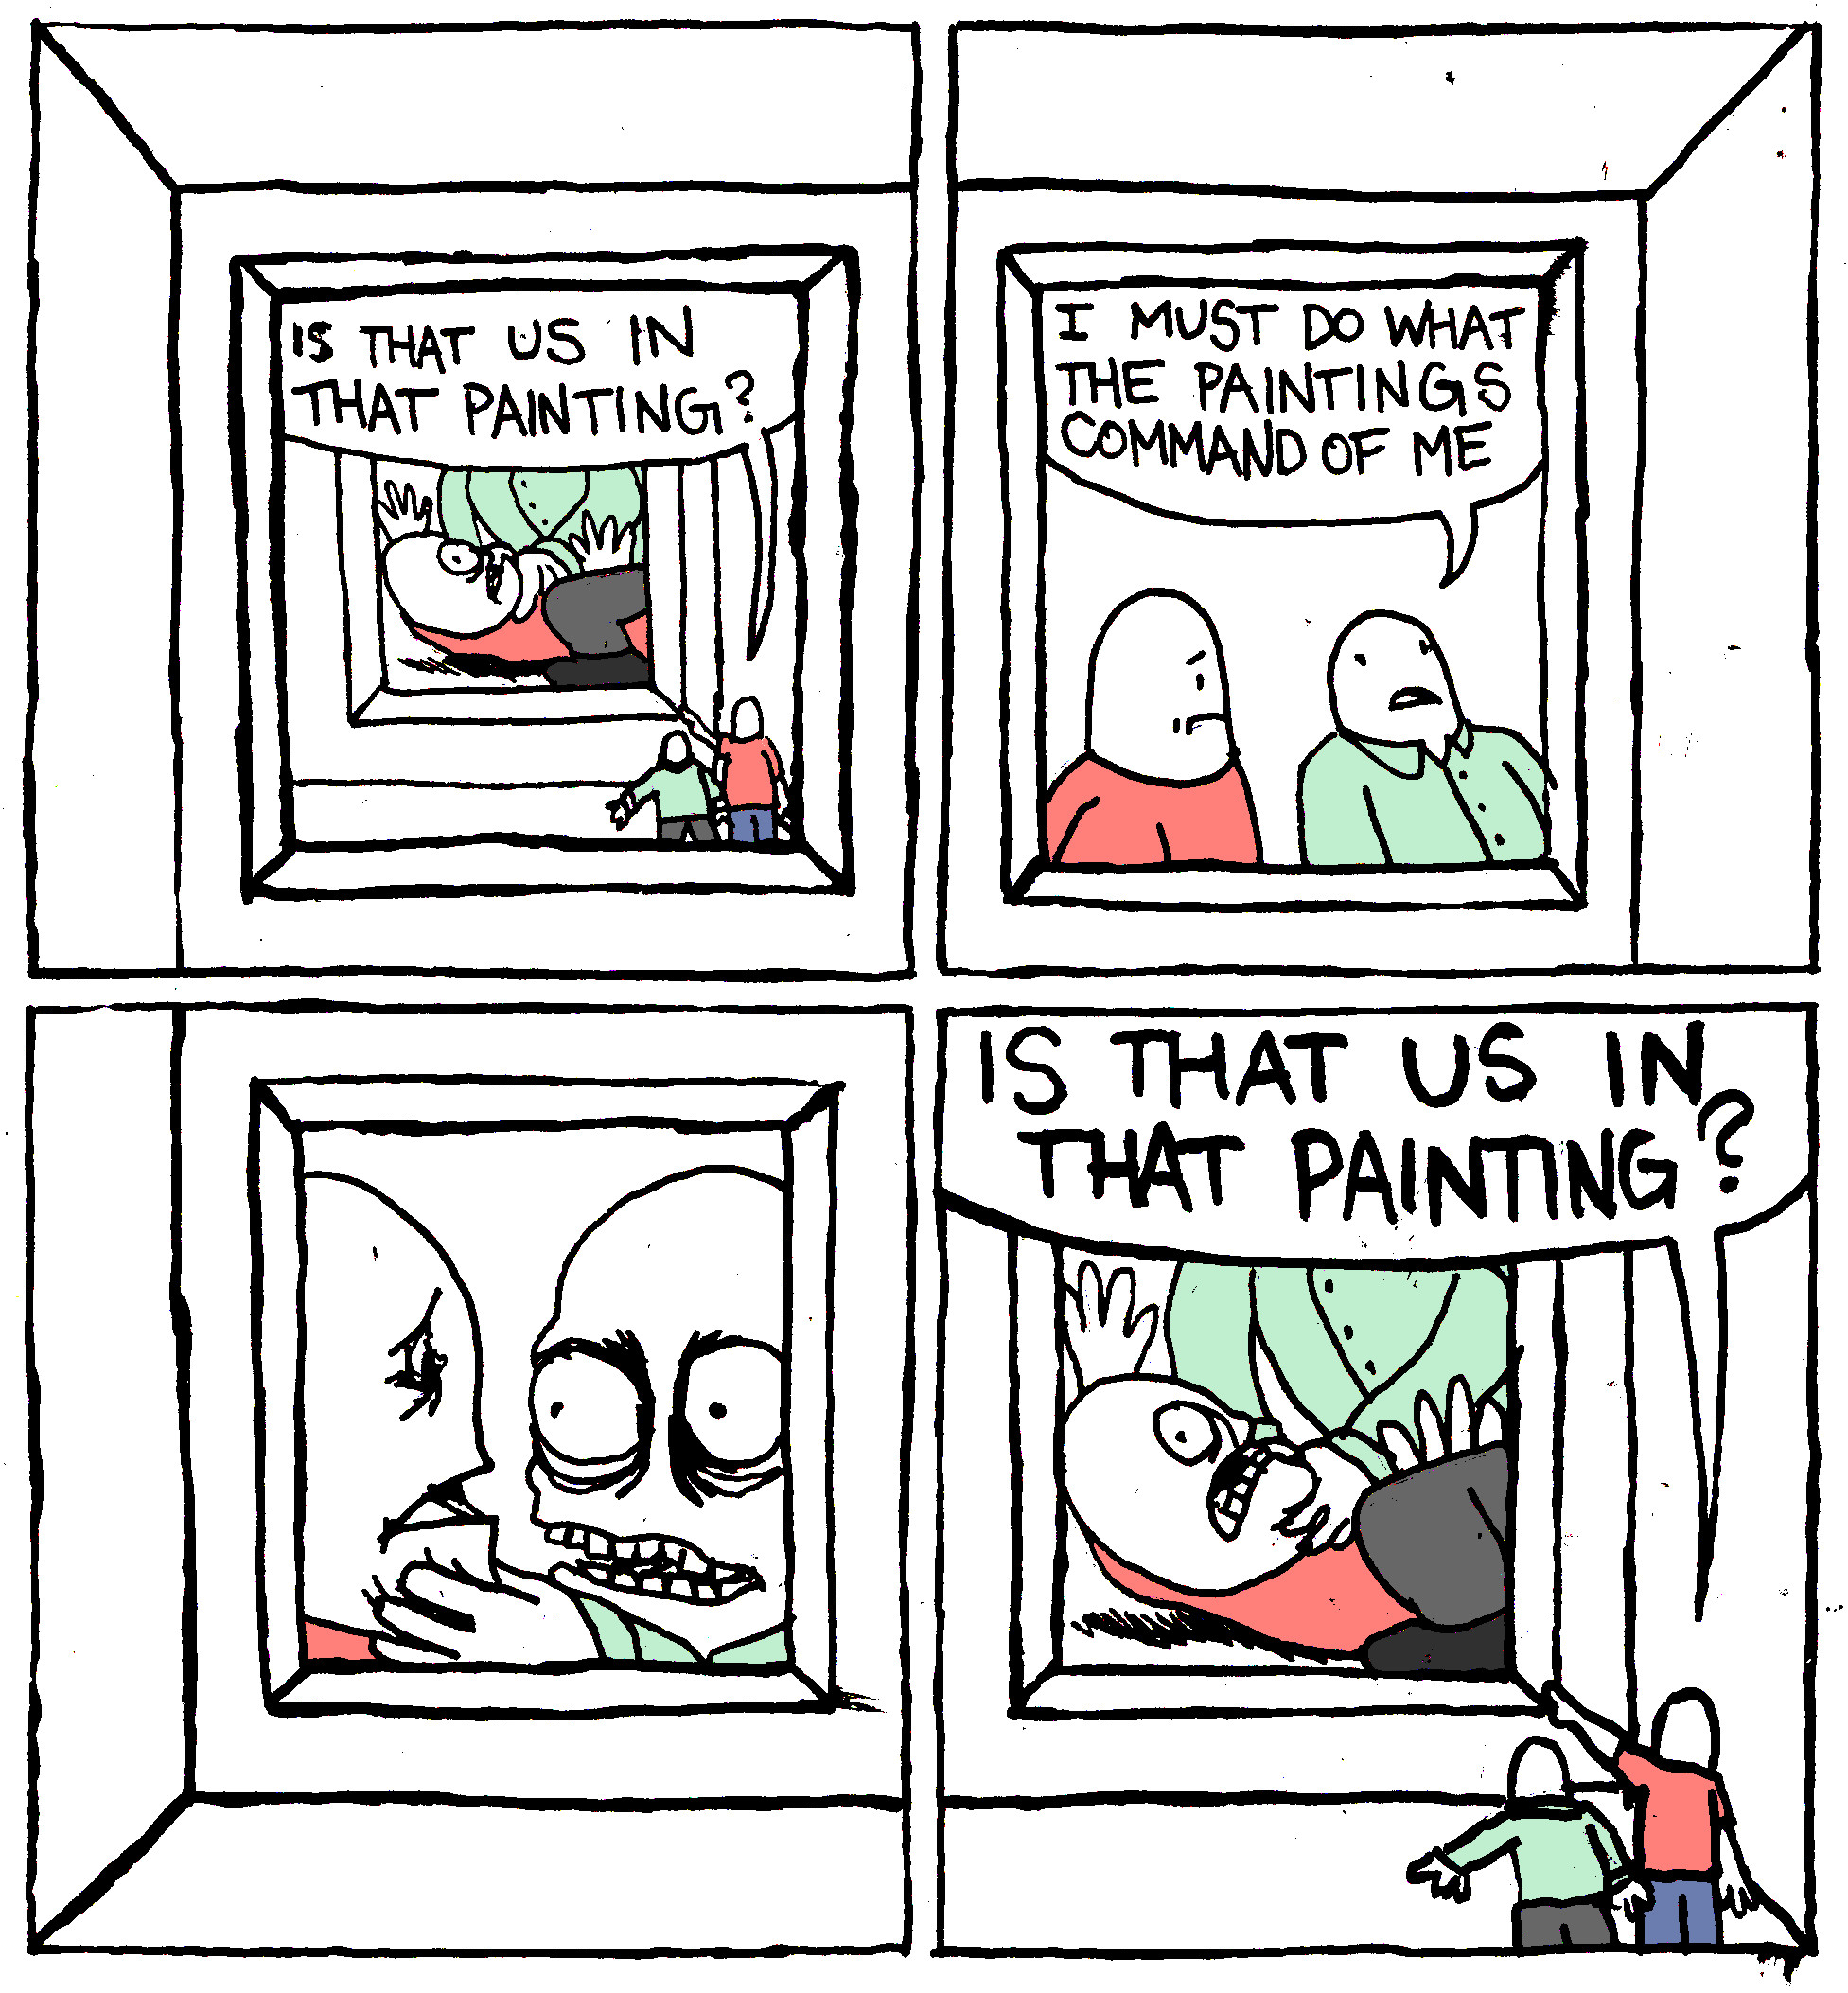 IS THAT US IN
THAT PAINTING?
I MUST DO WHAT
THE PAINTINGS
COMMAND OF ME
IS THAT US IN
THAT PAINTING?